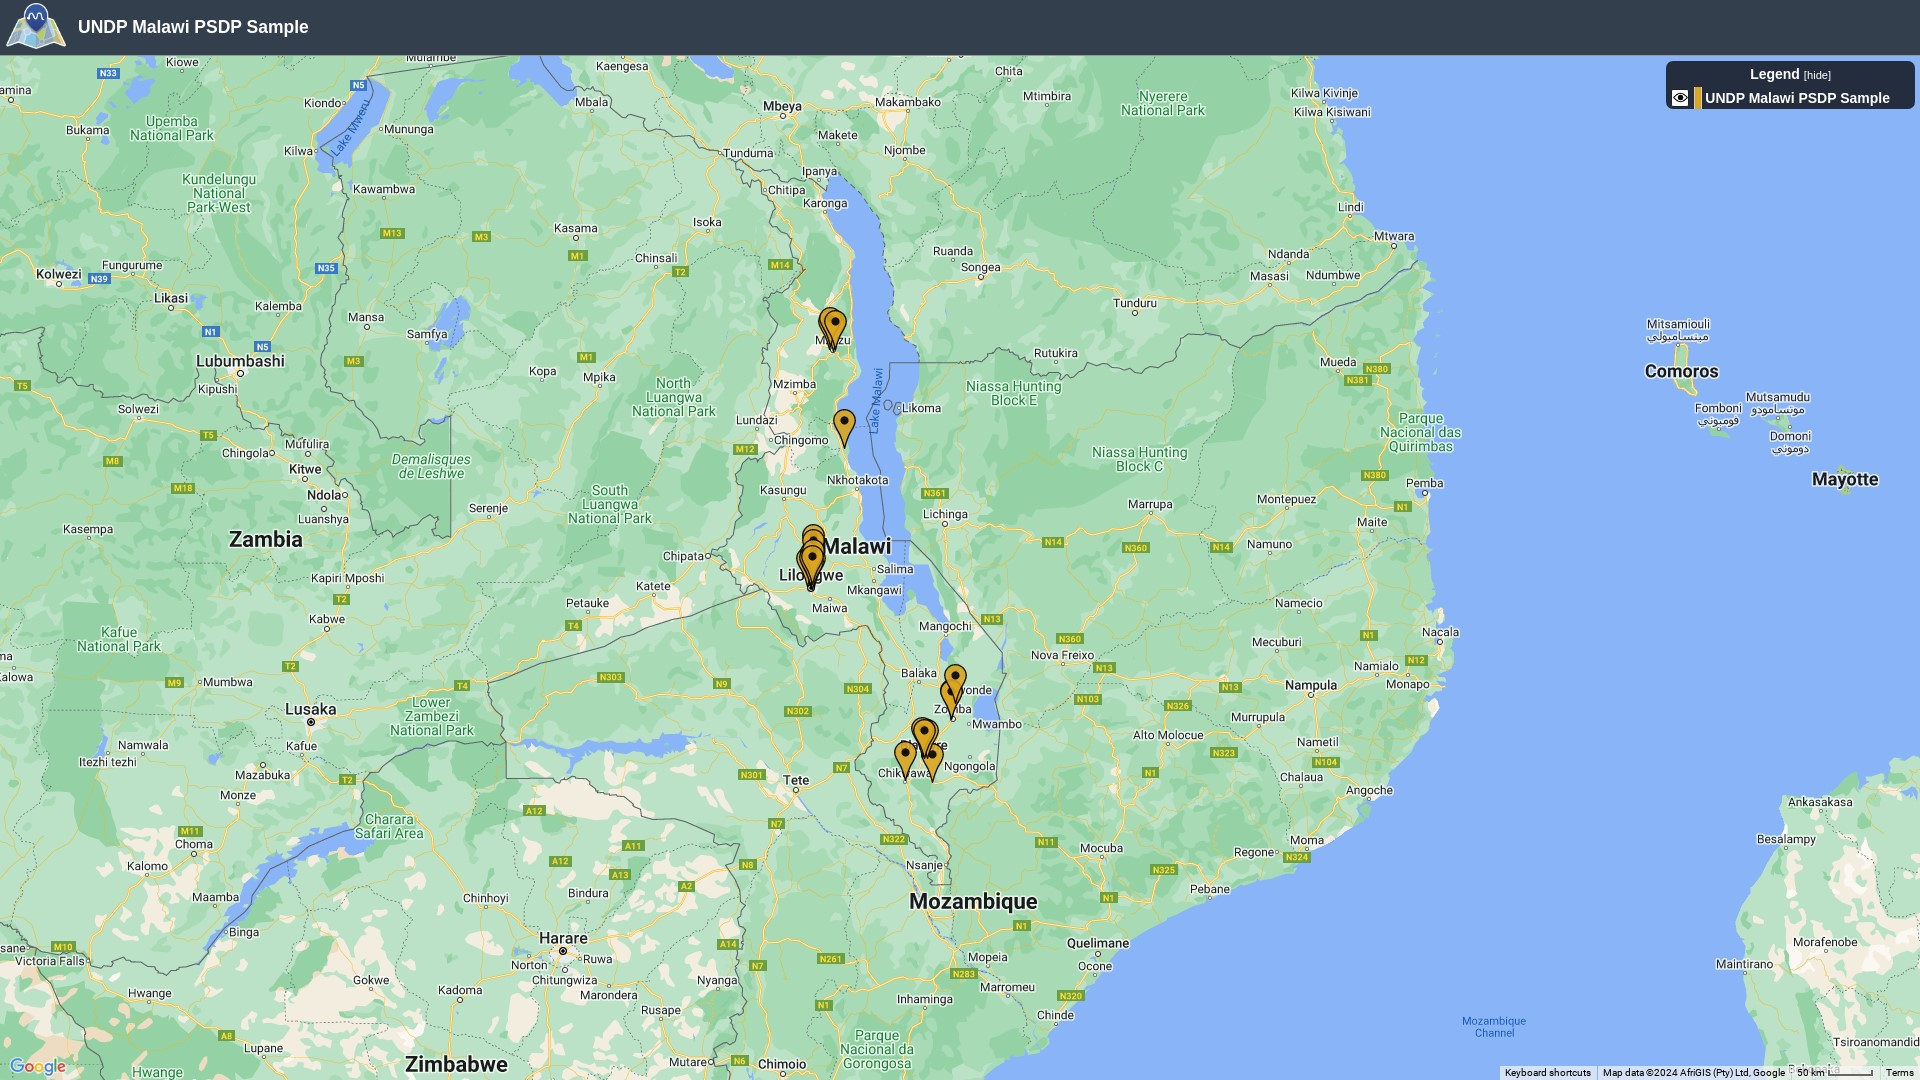 UNDP Malawi PSDP Sample
Legend [hide]
UNDP Malawi PSDP Sample
Mulambe
Kiowe
Kaengesa
Chita
N33
N5
Kilwa Kivinje
Mtimbira
Nyerere
National Park
Kiondo
Mbala
Mbeya
Makambako
Kilwa Kisiwani
Upemba
National Park
Bukama
Lake Mweru
Mununga
Makete
Kilwa
Tunduma
Njombe
Ipanya
Kundelungu
National
Park-West
Kawambwa
Chitipa
Karonga
Lindi
Isoka
Kasama
M13
M3
Mtwara
Ruanda
Ndanda
Chinsali
M1
Songea
M14
Fungurume
N35
T2
Masasi
Ndumbwe
Kolwezi
N39
Likasi
Kalemba
Tunduru
Mansa
Samfya
Mitsamiouli
ميتساميولي
N1
N5
Rutukira
Lubumbashi
M3
M1
Mueda
N380
Comoros
Kopa
Mpika
N381
Kipushi
T5
Mzimba
North
Luangwa
National Park
Lake Malawi
Niassa Hunting
Block E
Mutsamudu
موتسامودو
Solwezi
Lundazi
Likoma
Fomboni
فومبوني
Parque
Nacional das
Quirimbas
T5
Mufulira
Chingomo
Domoni
دوموني
Chingola
M12
Niassa Hunting
Block C
M8
Kitwe
Demalisques
de Leshwe
N380
Mayotte
M18
Nkhotakota
Pemba
Ndola
Kasungu
N361
South
Luangwa
National Park
Montepuez
N1
Luanshya
Serenje
Marrupa
Lichinga
Maite
Kasempa
Zambia
Malawi
N14
N360
N14
Namuno
Chipata
Salima
Kapiri Mposhi
Katete
Mkangawi
T2
Petauke
Maiwa
Namecio
Kabwe
T4
Mangochi
N13
Kafue
National Park
N360
Mecuburi
N1
Nacala
Nova Freixo
N13
N12
T2
Balaka
Namialo
M9
Mumbwa
T4
N303
N9
N304
N13
Nampula
Monapo
Lusaka
Lower
Zambezi
National Park
N302
N103
N326
Murrupula
Mwambo
Alto Molocue
Nametil
Namwala
Kafue
N323
Itezhi tezhi
N301
N7
Ngongola
N104
Mazabuka
T2
Tete
N1
Chalaua
Monze
Angoche
Ankasakasa
A12
Charara
Safari Area
N7
M11
N322
Besalampy
Choma
A11
N11
Moma
Mocuba
Regone
N324
A12
N8
Kalomo
A13
Nsanje
N325
A2
Pebane
Maamba
Chinhoyi
Bindura
N1
Mozambique
Binga
N1
Harare
A14
Quelimane
Morafenobe
M10
Victoria Falls
N7
N261
Mopeia
Norton
Ruwa
Ocone
Maintirano
N283
Gokwe
Chitungwiza
Nyanga
Hwange
Kadoma
Marondera
Marromeu
N320
Inhaminga
N1
Rusape
Chinde
Mozambique
Channel
A8
Parque
Nacional da
Gorongosa
Lupane
Mutare
N6
Chimoio
Google
Zimbabwe
Hwange
Keyboard shortcuts
Map data ©2024 AfriGIS (Pty) Ltd, Google
50 km
Terms